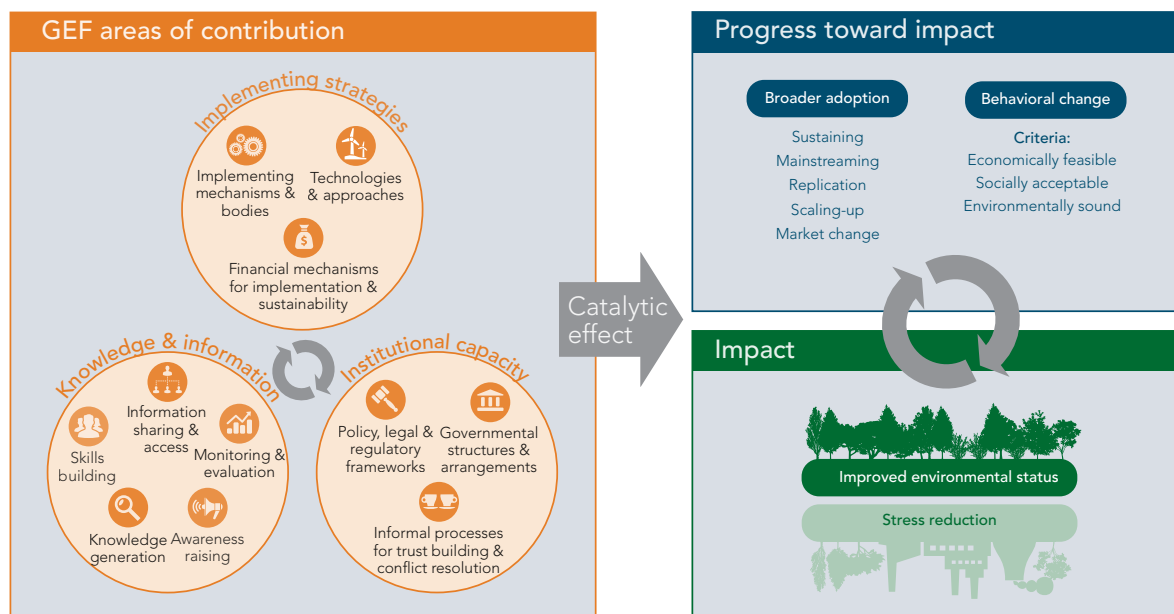 GEF areas of contribution
Implementing strategies
Implementing
mechanisms &
bodies
Technologies
& approaches
$
Financial mechanisms
for implementation &
sustainability
Knowledge & information
Information
sharing &
access
Skills
building
Monitoring &
evaluation
Knowledge
generation
Awareness
raising
Institutional capacity
Policy, legal &
regulatory
frameworks
Governmental
structures &
arrangements
Informal processes
for trust building &
conflict resolution
Catalytic
effect
Progress toward impact
Broader adoption
Sustaining
Mainstreaming
Replication
Scaling-up
Market change
Behavioral change
Criteria:
Economically feasible
Socially acceptable
Environmentally sound
Impact
Improved environmental status
Stress reduction